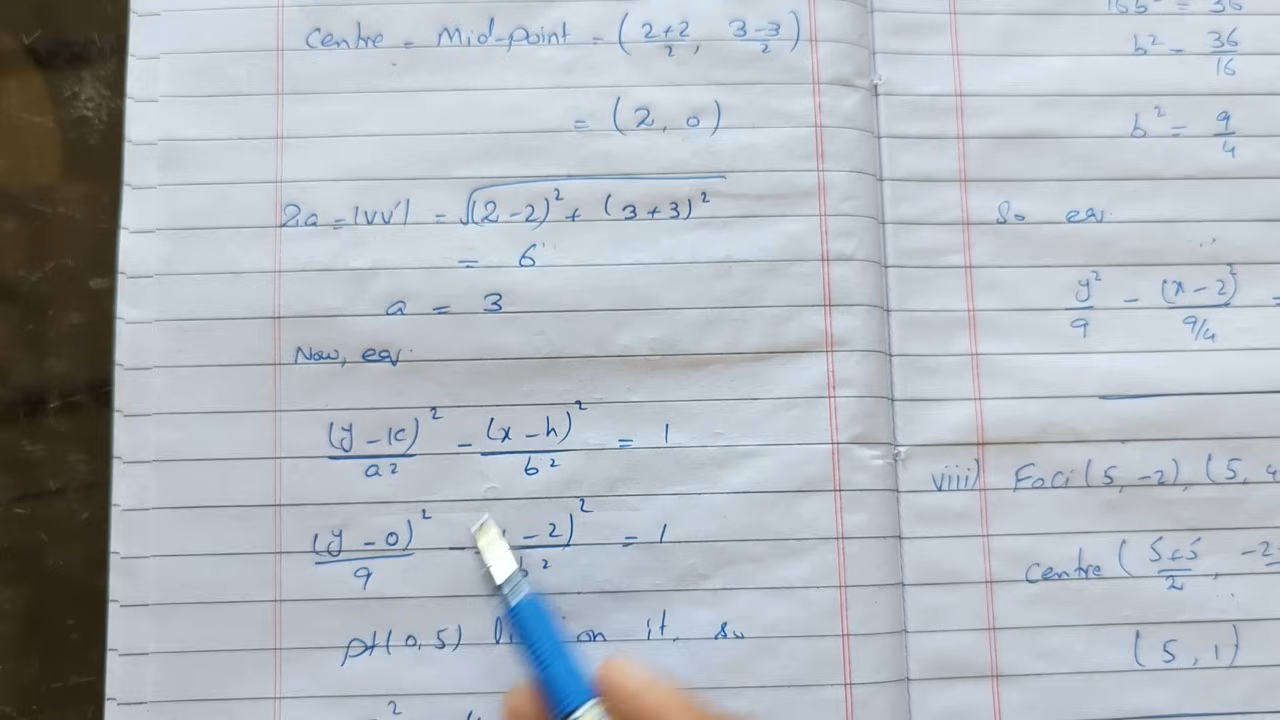 Centre = Mid-point = (2+2/2, 3-3/2)
= (2, 0)
2a = |VV'| = √(2-2)² + (3+3)²
= 6
a = 3
Now, eq.
(y-k)²/a² - (x-h)²/b² = 1
(y-0)²/9 - -2)²/b² = 1
pt(0,5) on it, so
16b² = 36
b² = 36/16
b² = 9/4
So eq.
y²/9 - (x-2)²/9/4 =
viii) Foci (5,-2), (5, 4
Centre (5+5/2, -2
(5, 1)